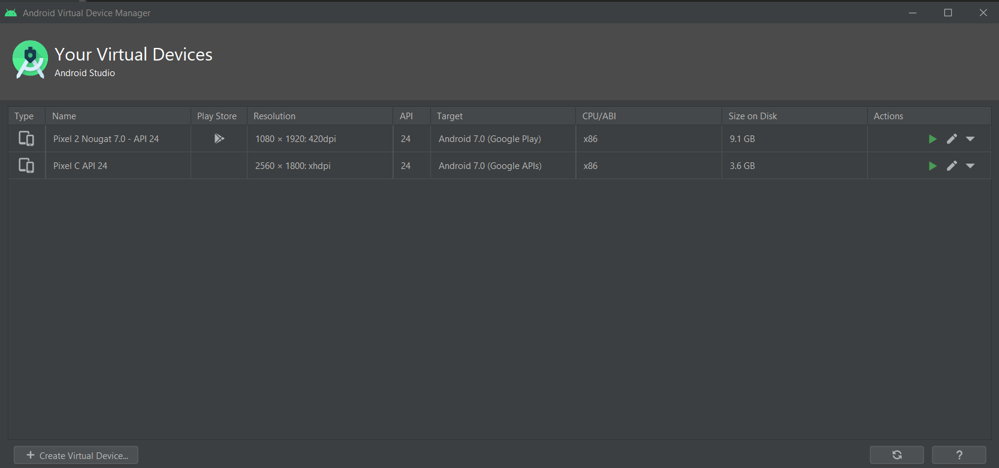 Android Virtual Device Manager
Your Virtual Devices
Android Studio
Type Name Play Store Resolution API Target CPU/ABI Size on Disk Actions
Pixel 2 Nougat 7.0 - API 24 1080 × 1920: 420dpi 24 Android 7.0 (Google Play) x86 9.1 GB
Pixel C API 24 2560 × 1800: xhdpi 24 Android 7.0 (Google APIs) x86 3.6 GB
+ Create Virtual Device... ?